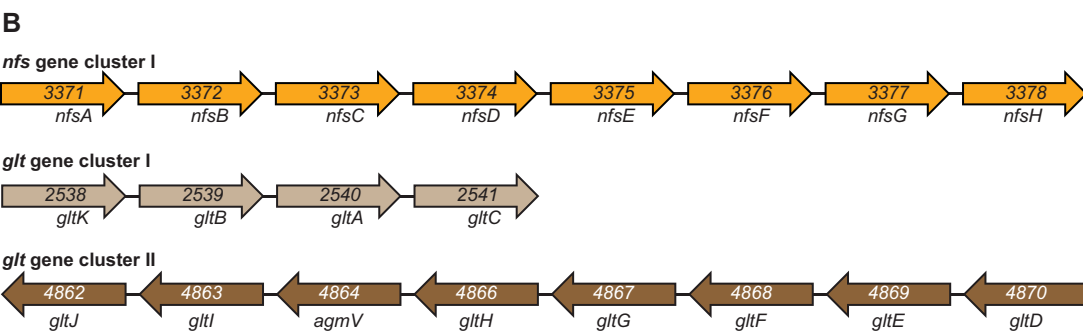 B
nfs gene cluster I
3371 3372 3373 3374 3375 3376 3377 3378
nfsA nfsB nfsC nfsD nfsE nfsF nfsG nfsH
glt gene cluster I
2538 2539 2540 2541
gltK gltB gltA gltC
glt gene cluster II
4862 4863 4864 4866 4867 4868 4869 4870
gltJ gltI agmV gltH gltG gltF gltE gltD